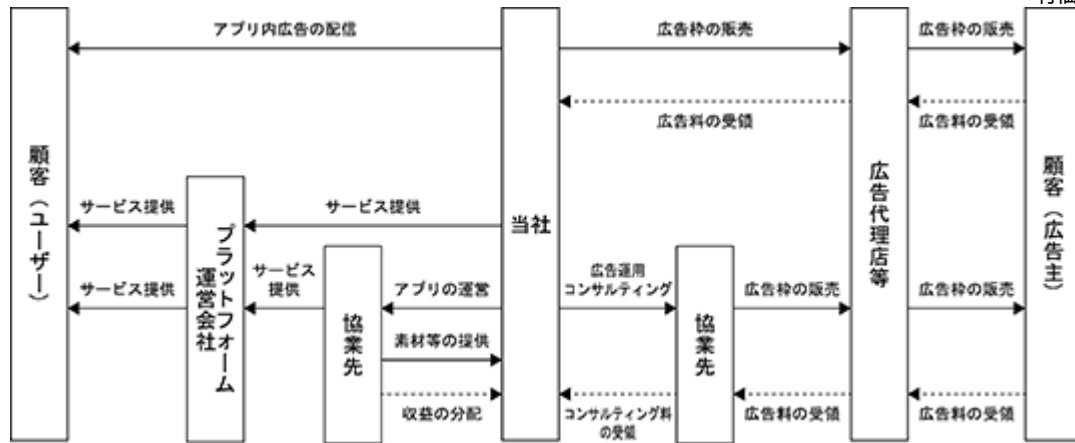 アプリ内広告の配信
広告枠の販売
広告枠の販売
広告料の受領
広告料の受領
顧客（ユーザー）
サービス提供
プラットフォーム
運営会社
サービス提供
当社
広告代理店等
顧客（広告主）
サービス提供
サービス
提供
協業先
アプリの運営
広告運用
コンサルティング
協業先
広告枠の販売
広告枠の販売
素材等の提供
収益の分配
コンサルティング料
の受領
広告料の受領
広告料の受領